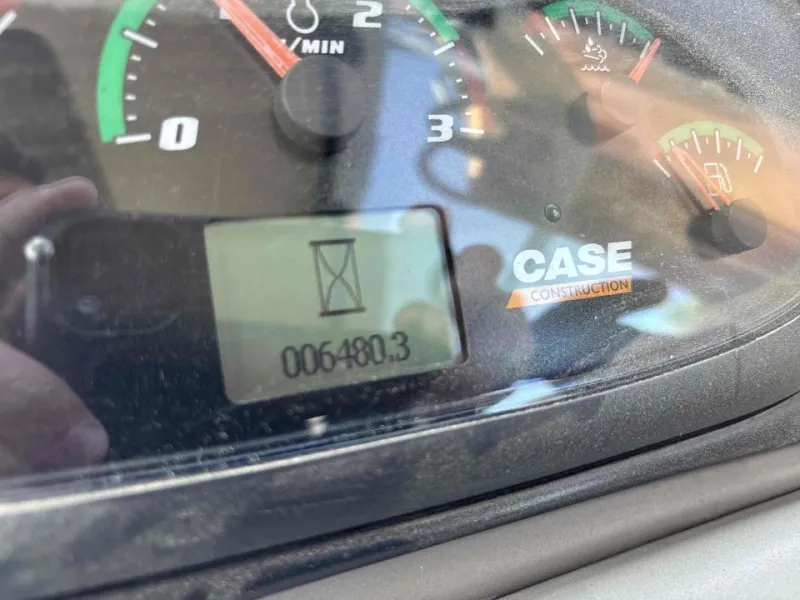 2
/MIN
0
3
CASE
CONSTRUCTION
006480.3